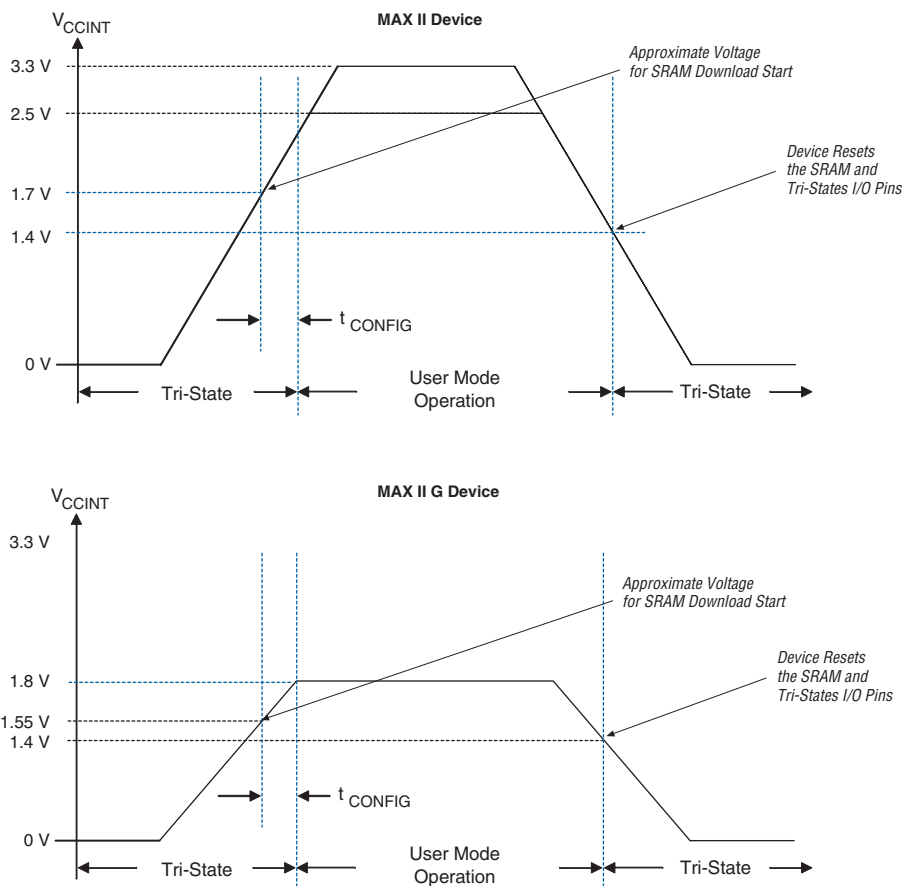 MAX II Device
VCCINT
3.3 V
2.5 V
1.7 V
1.4 V
0 V
Approximate Voltage
for SRAM Download Start
Device Resets
the SRAM and
Tri-States I/O Pins
t CONFIG
Tri-State
User Mode
Operation
Tri-State
MAX II G Device
VCCINT
3.3 V
1.8 V
1.55 V
1.4 V
0 V
Approximate Voltage
for SRAM Download Start
Device Resets
the SRAM and
Tri-States I/O Pins
t CONFIG
Tri-State
User Mode
Operation
Tri-State